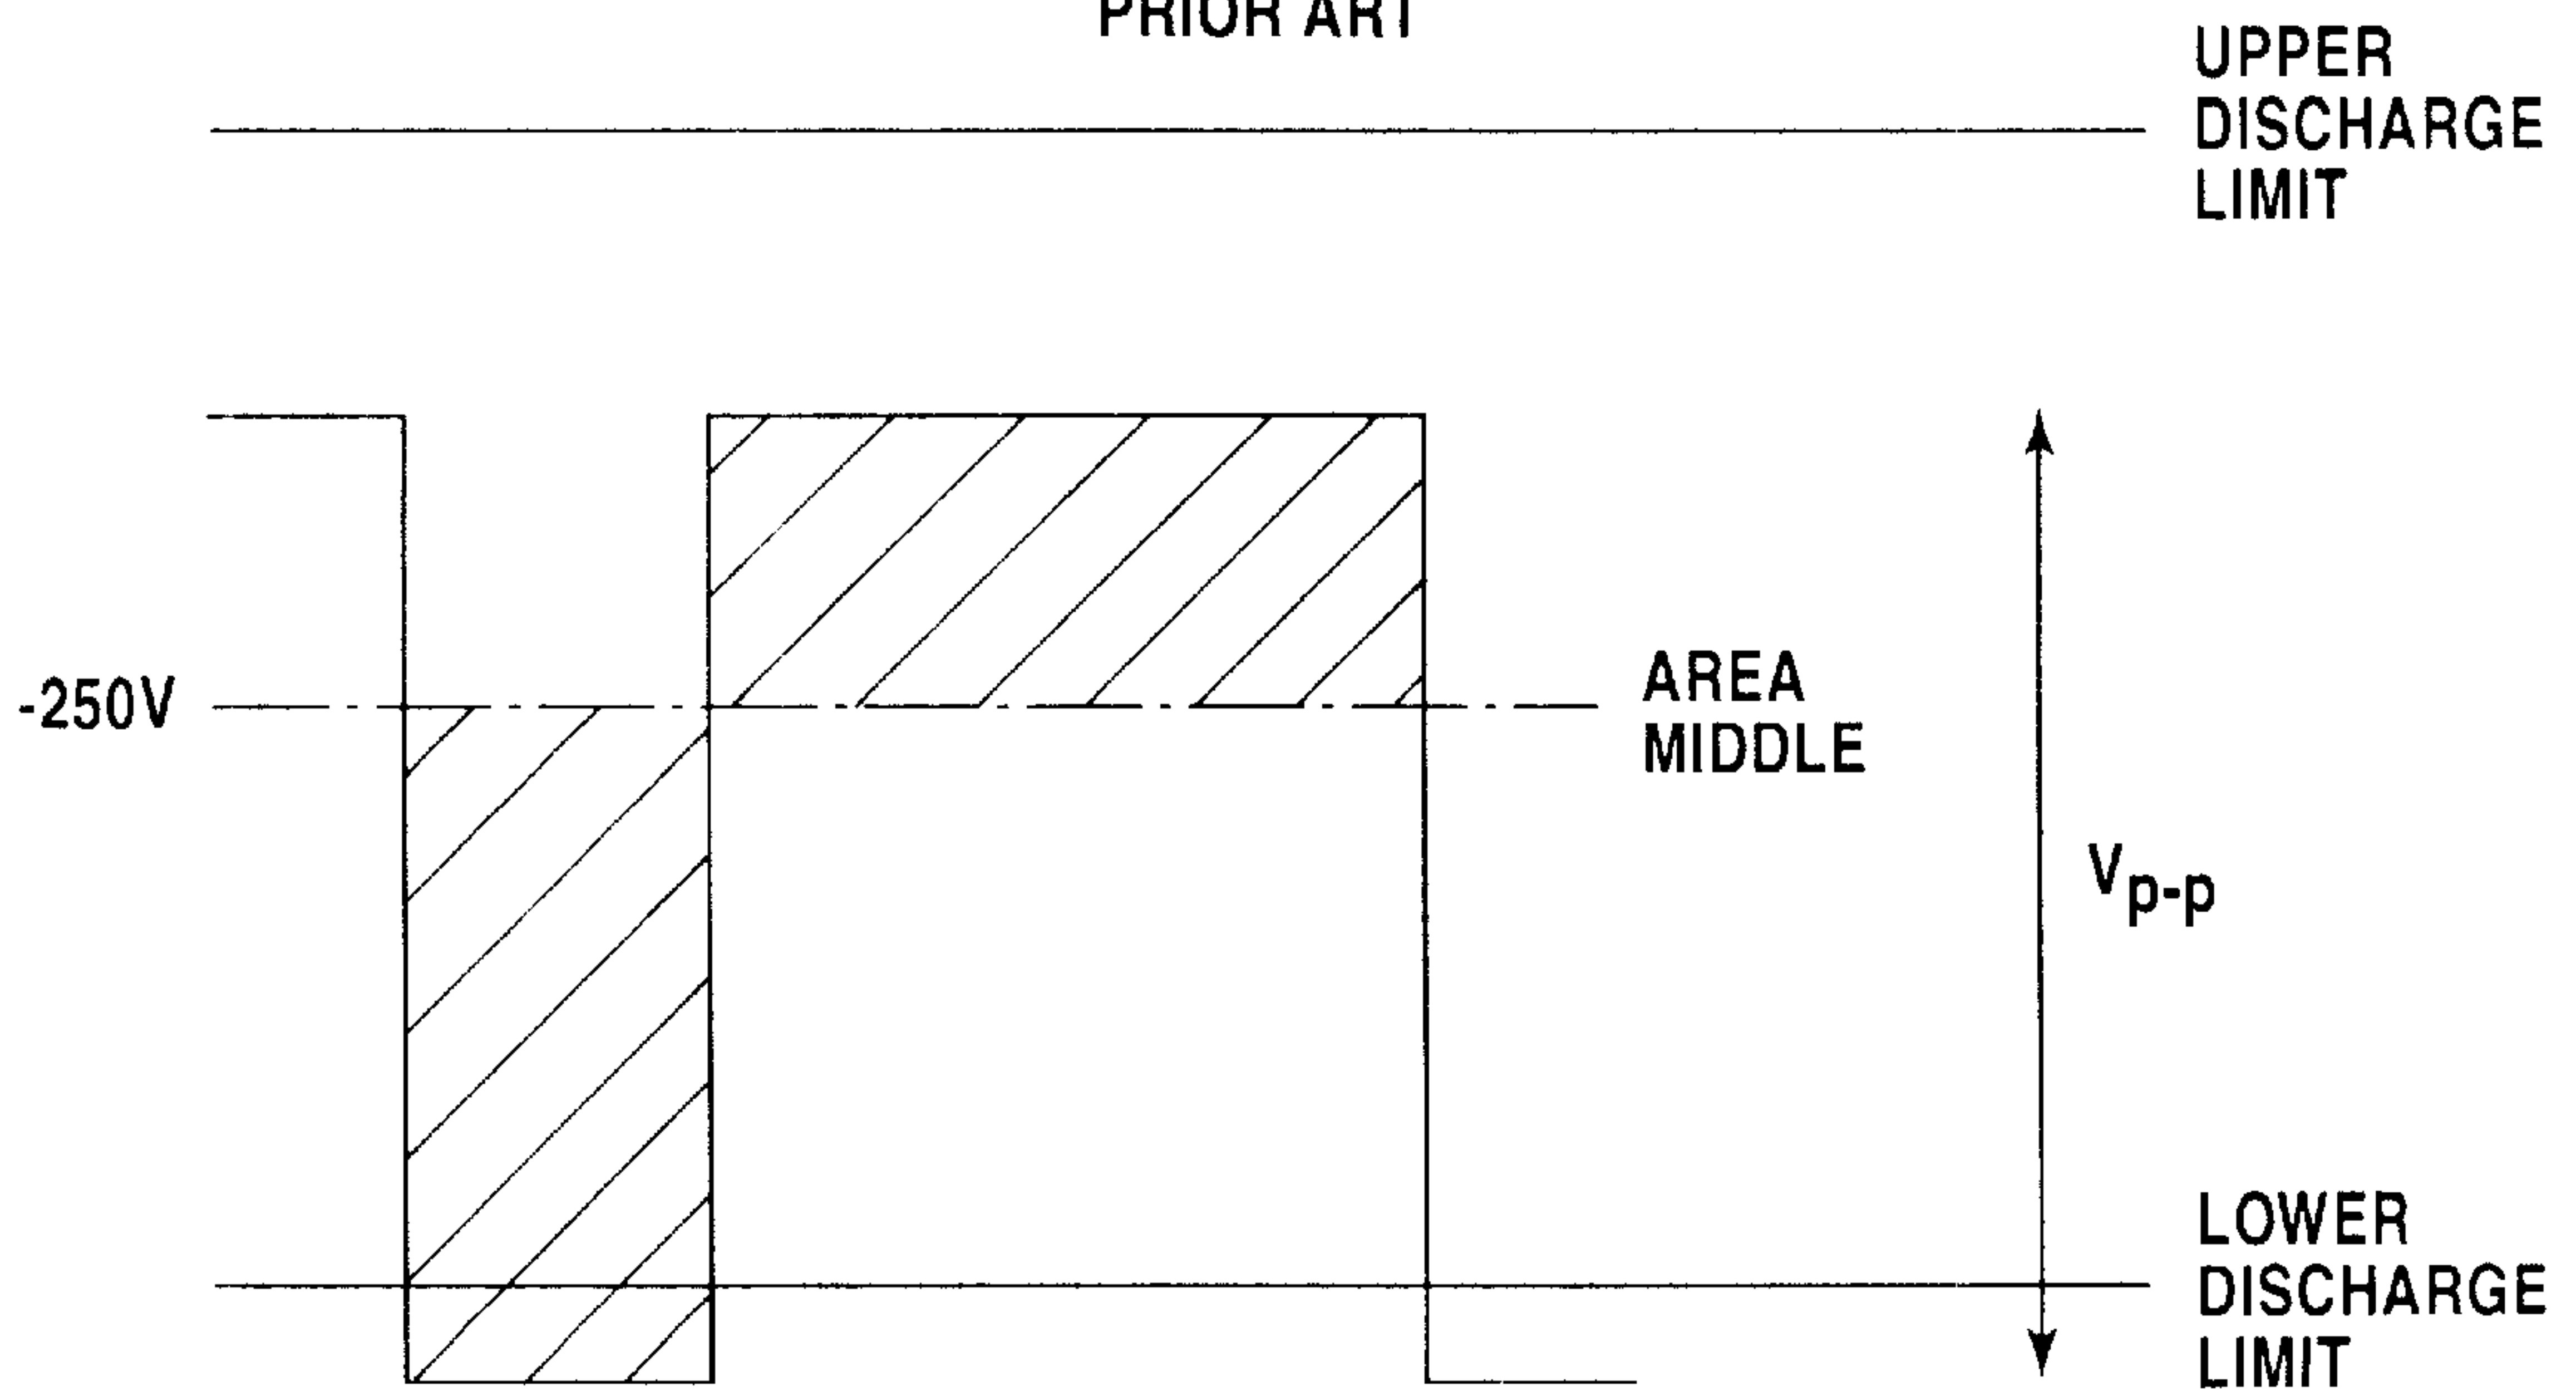 PRIOR ART
UPPER
DISCHARGE
LIMIT
-250V
AREA
MIDDLE
Vp-p
LOWER
DISCHARGE
LIMIT